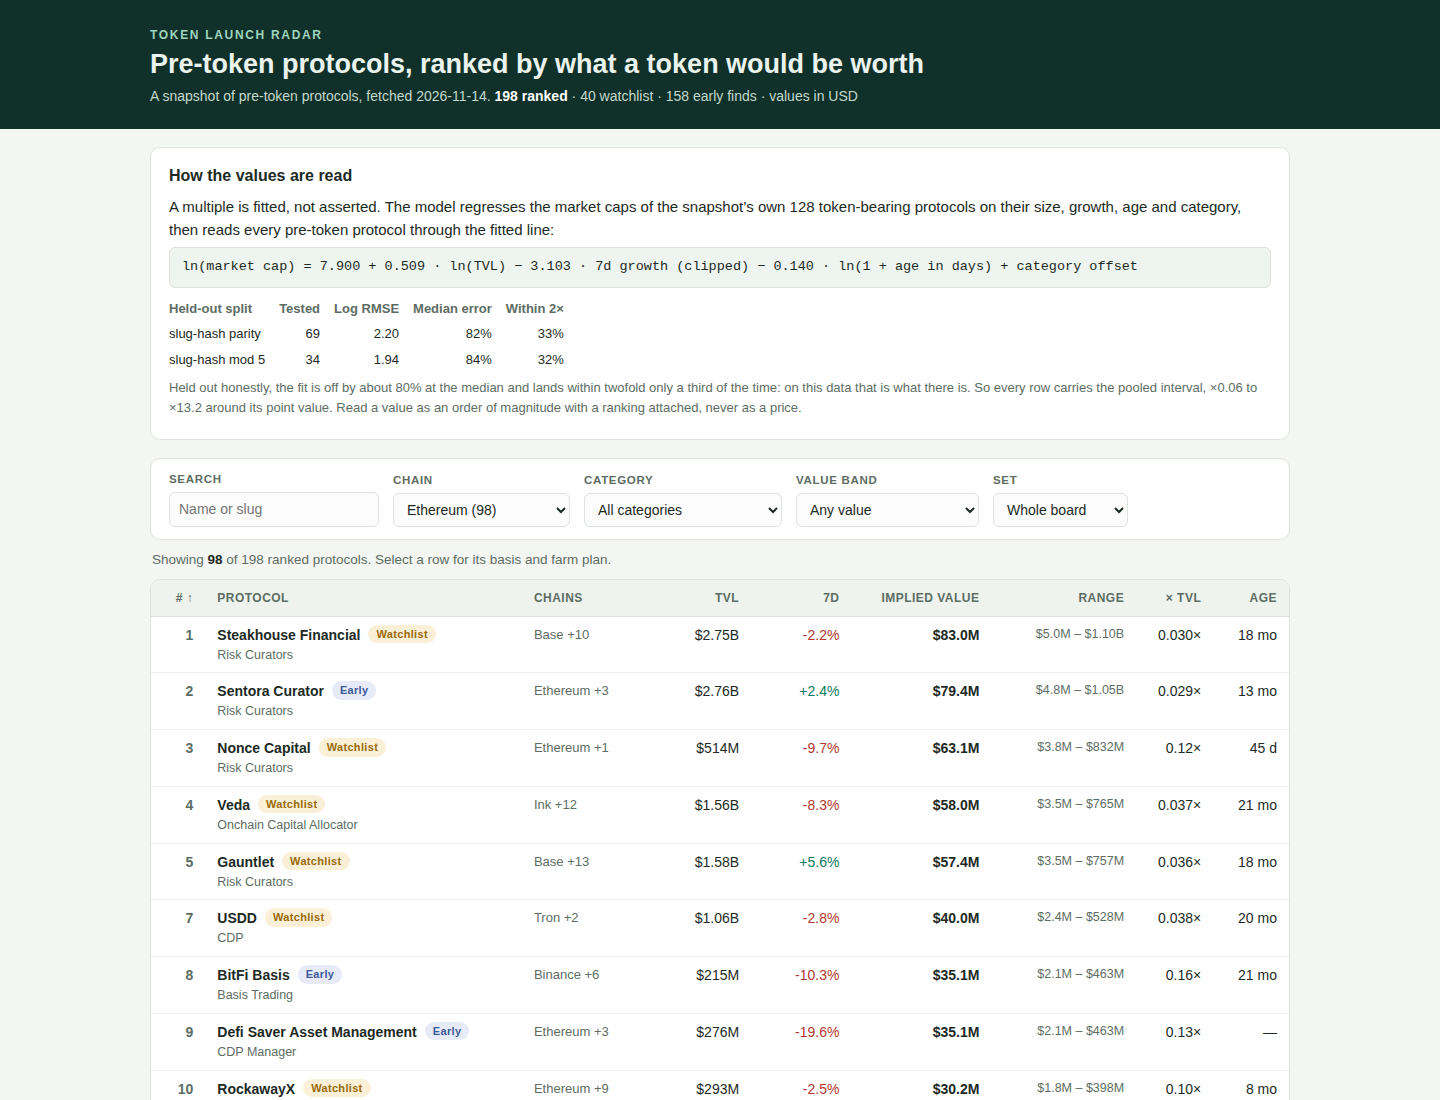 TOKEN LAUNCH RADAR
Pre-token protocols, ranked by what a token would be worth
A snapshot of pre-token protocols, fetched 2026-11-14. 198 ranked · 40 watchlist · 158 early finds · values in USD
How the values are read
A multiple is fitted, not asserted. The model regresses the market caps of the snapshot’s own 128 token-bearing protocols on their size, growth, age and category,
then reads every pre-token protocol through the fitted line:
ln(market cap) = 7.900 + 0.509 · ln(TVL) − 3.103 · 7d growth (clipped) − 0.140 · ln(1 + age in days) + category offset
Held-out split Tested Log RMSE Median error Within 2×
slug-hash parity 69 2.20 82% 33%
slug-hash mod 5 34 1.94 84% 32%
Held out honestly, the fit is off by about 80% at the median and lands within twofold only a third of the time: on this data that is what there is. So every row carries the pooled interval, ×0.06 to
×13.2 around its point value. Read a value as an order of magnitude with a ranking attached, never as a price.
SEARCH CHAIN CATEGORY VALUE BAND SET
Name or slug Ethereum (98) All categories Any value Whole board
Showing 98 of 198 ranked protocols. Select a row for its basis and farm plan.
# ↑ PROTOCOL CHAINS TVL 7D IMPLIED VALUE RANGE × TVL AGE
1 Steakhouse Financial Watchlist Base +10 $2.75B -2.2% $83.0M $5.0M – $1.10B 0.030× 18 mo
Risk Curators
2 Sentora Curator Early Ethereum +3 $2.76B +2.4% $79.4M $4.8M – $1.05B 0.029× 13 mo
Risk Curators
3 Nonce Capital Watchlist Ethereum +1 $514M -9.7% $63.1M $3.8M – $832M 0.12× 45 d
Risk Curators
4 Veda Watchlist Ink +12 $1.56B -8.3% $58.0M $3.5M – $765M 0.037× 21 mo
Onchain Capital Allocator
5 Gauntlet Watchlist Base +13 $1.58B +5.6% $57.4M $3.5M – $757M 0.036× 18 mo
Risk Curators
7 USDD Watchlist Tron +2 $1.06B -2.8% $40.0M $2.4M – $528M 0.038× 20 mo
CDP
8 BitFi Basis Early Binance +6 $215M -10.3% $35.1M $2.1M – $463M 0.16× 21 mo
Basis Trading
9 Defi Saver Asset Management Early Ethereum +3 $276M -19.6% $35.1M $2.1M – $463M 0.13× —
CDP Manager
10 RockawayX Watchlist Ethereum +9 $293M -2.5% $30.2M $1.8M – $398M 0.10× 8 mo